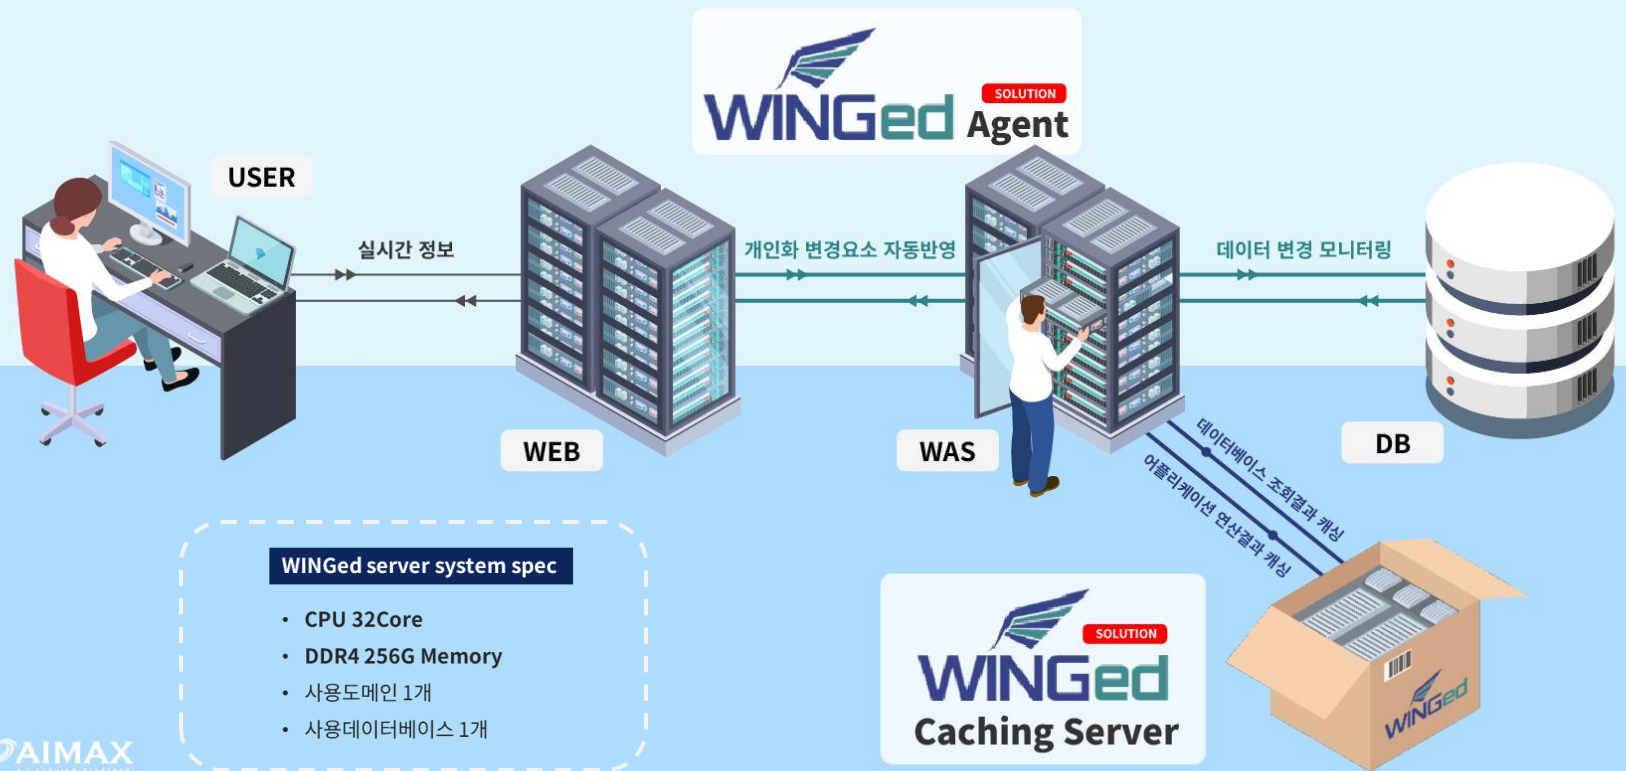 WINGed
SOLUTION
Agent
USER
실시간 정보
개인화 변경요소 자동반영
데이터 변경 모니터링
WEB
WAS
DB
데이터베이스 조회결과 캐싱
어플리케이션 연산결과 캐싱
WINGed server system spec
• CPU 32Core
• DDR4 256G Memory
• 사용도메인 1개
• 사용데이터베이스 1개
SOLUTION
WINGed
Caching Server
WINGed
AIMAX